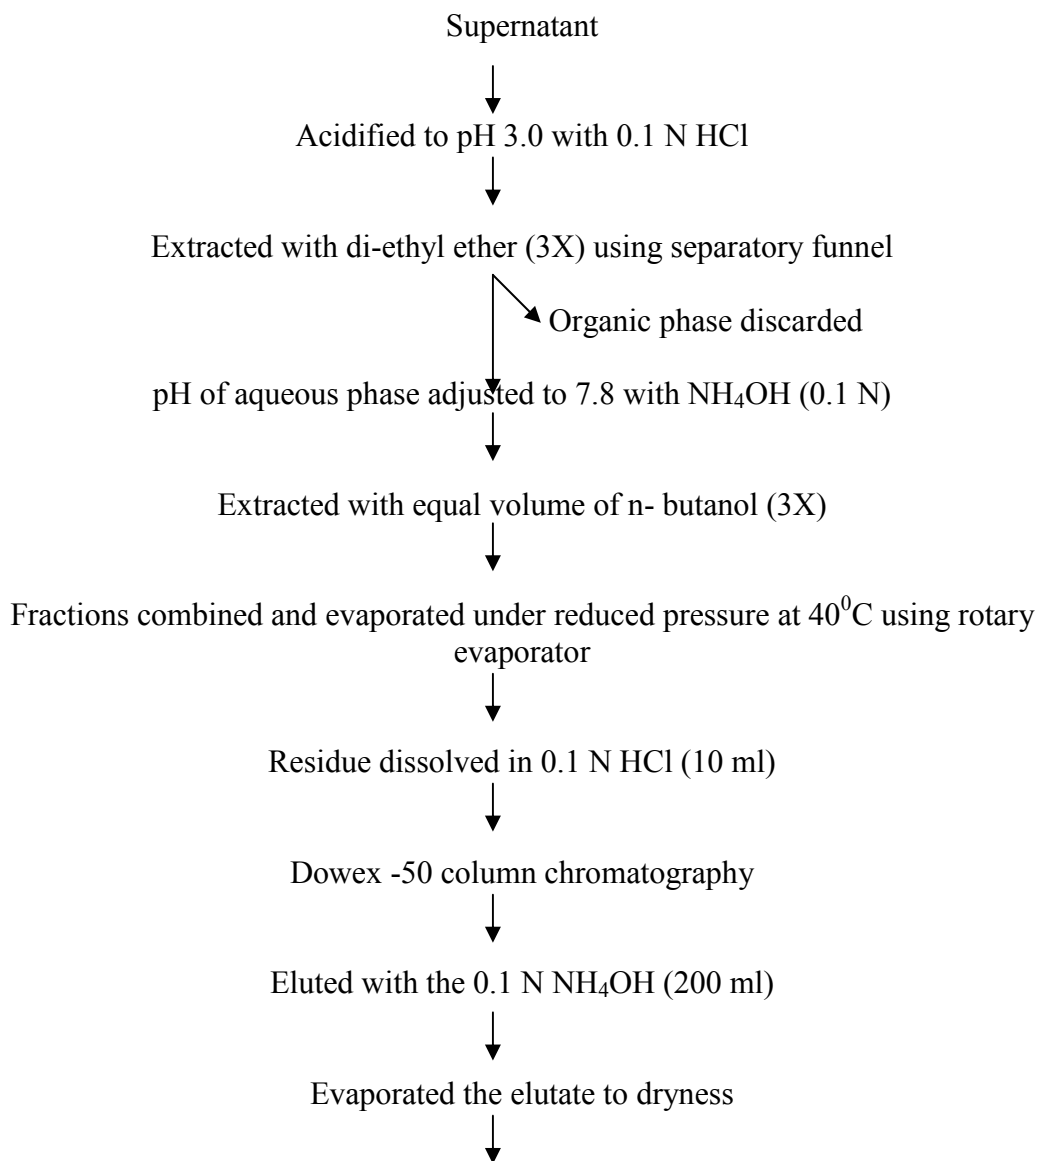 Supernatant
Acidified to pH 3.0 with 0.1 N HCl
Extracted with di-ethyl ether (3X) using separatory funnel
Organic phase discarded
pH of aqueous phase adjusted to 7.8 with NH₄OH (0.1 N)
Extracted with equal volume of n- butanol (3X)
Fractions combined and evaporated under reduced pressure at 40⁰C using rotary
evaporator
Residue dissolved in 0.1 N HCl (10 ml)
Dowex -50 column chromatography
Eluted with the 0.1 N NH₄OH (200 ml)
Evaporated the elutate to dryness